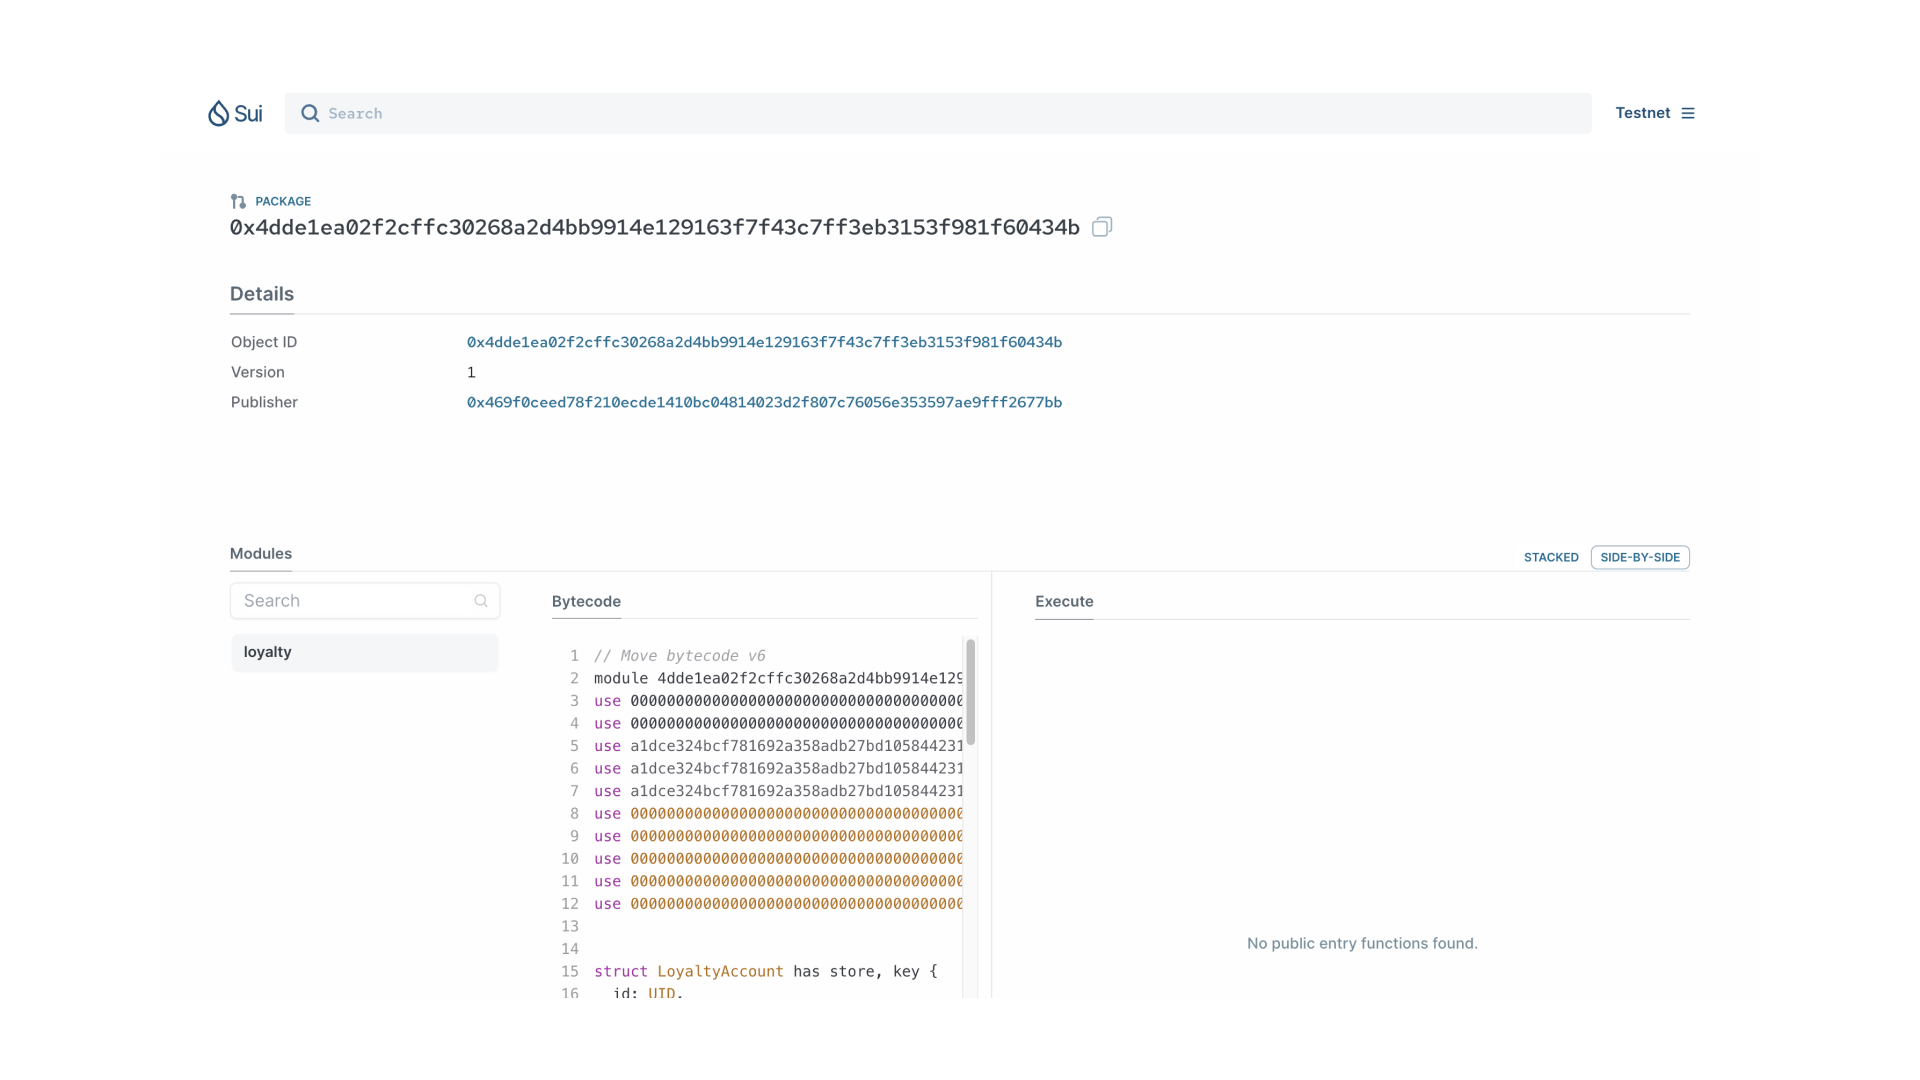 Sui
Search
Testnet
PACKAGE
0x4dde1ea02f2cffc30268a2d4bb9914e129163f7f43c7ff3eb3153f981f60434b
Details
Object ID 0x4dde1ea02f2cffc30268a2d4bb9914e129163f7f43c7ff3eb3153f981f60434b
Version 1
Publisher 0x469f0ceed78f210ecde1410bc04814023d2f807c76056e353597ae9fff2677bb
Modules
STACKED SIDE-BY-SIDE
Search
loyalty
Bytecode
1 // Move bytecode v6
2 module 4dde1ea02f2cffc30268a2d4bb9914e129
3 use 0000000000000000000000000000000000000
4 use 0000000000000000000000000000000000000
5 use a1dce324bcf781692a358adb27bd105844231
6 use a1dce324bcf781692a358adb27bd105844231
7 use a1dce324bcf781692a358adb27bd105844231
8 use 0000000000000000000000000000000000000
9 use 0000000000000000000000000000000000000
10 use 0000000000000000000000000000000000000
11 use 0000000000000000000000000000000000000
12 use 0000000000000000000000000000000000000
13
14
15 struct LoyaltyAccount has store, key {
16 id: UID,
Execute
No public entry functions found.